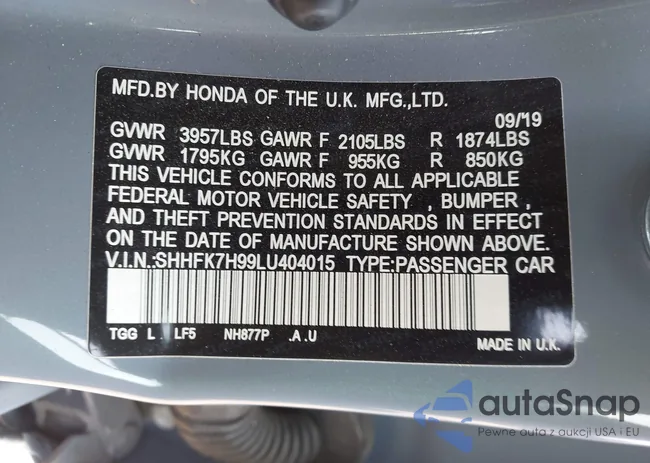 MFD.BY HONDA OF THE U.K. MFG.,LTD.
09/19
GVWR 3957LBS GAWR F 2105LBS R 1874LBS
GVWR 1795KG GAWR F 955KG R 850KG
THIS VEHICLE CONFORMS TO ALL APPLICABLE
FEDERAL MOTOR VEHICLE SAFETY , BUMPER ,
AND THEFT PREVENTION STANDARDS IN EFFECT
ON THE DATE OF MANUFACTURE SHOWN ABOVE.
V.I.N.:SHHFK7H99LU404015 TYPE:PASSENGER CAR
TGG L . LF5 NH877P .A .U
MADE IN U.K.
autoSnap
Pewne auta z aukcji USA i EU